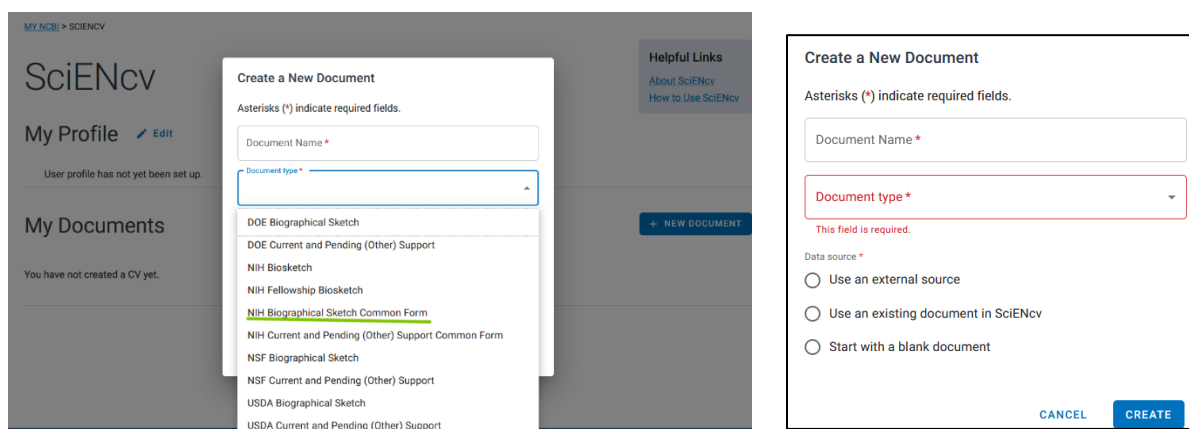 MY NCBI > SCIENCV
SciENcv
Helpful Links
About SciENcv
How to Use SciENcv
My Profile Edit
User profile has not yet been set up.
My Documents
+ NEW DOCUMENT
You have not created a CV yet.
Create a New Document
Asterisks (*) indicate required fields.
Document Name *
Document type *
DOE Biographical Sketch
DOE Current and Pending (Other) Support
NIH Biosketch
NIH Fellowship Biosketch
NIH Biographical Sketch Common Form
NIH Current and Pending (Other) Support Common Form
NSF Biographical Sketch
NSF Current and Pending (Other) Support
USDA Biographical Sketch
USDA Current and Pending (Other) Support
Create a New Document
Asterisks (*) indicate required fields.
Document Name *
Document type *
This field is required.
Data source *
Use an external source
Use an existing document in SciENcv
Start with a blank document
CANCEL CREATE